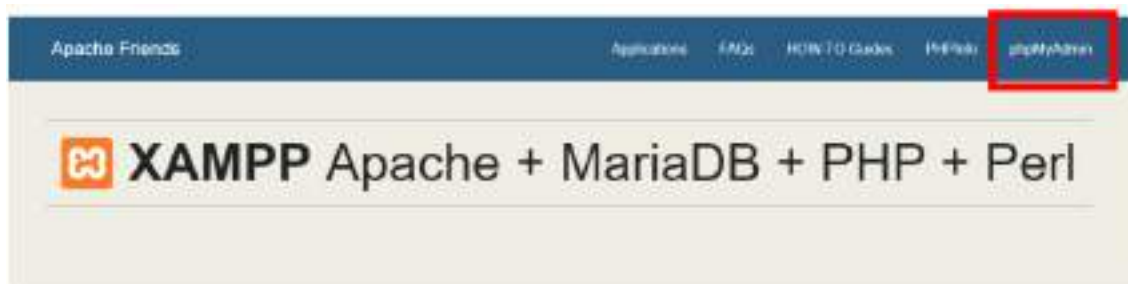 Apache Friends Applications FAQs HOW-TO Guides PHPInfo phpMyAdmin
XAMPP Apache + MariaDB + PHP + Perl